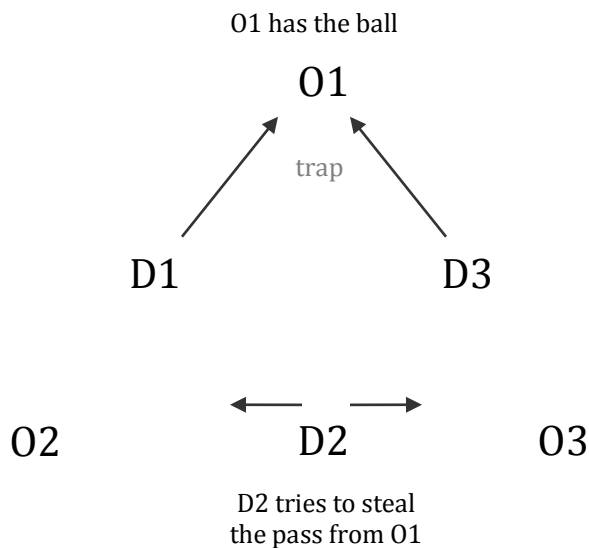 O1 has the ball
O1
trap
D1 D3
O2 D2 O3
D2 tries to steal
the pass from O1